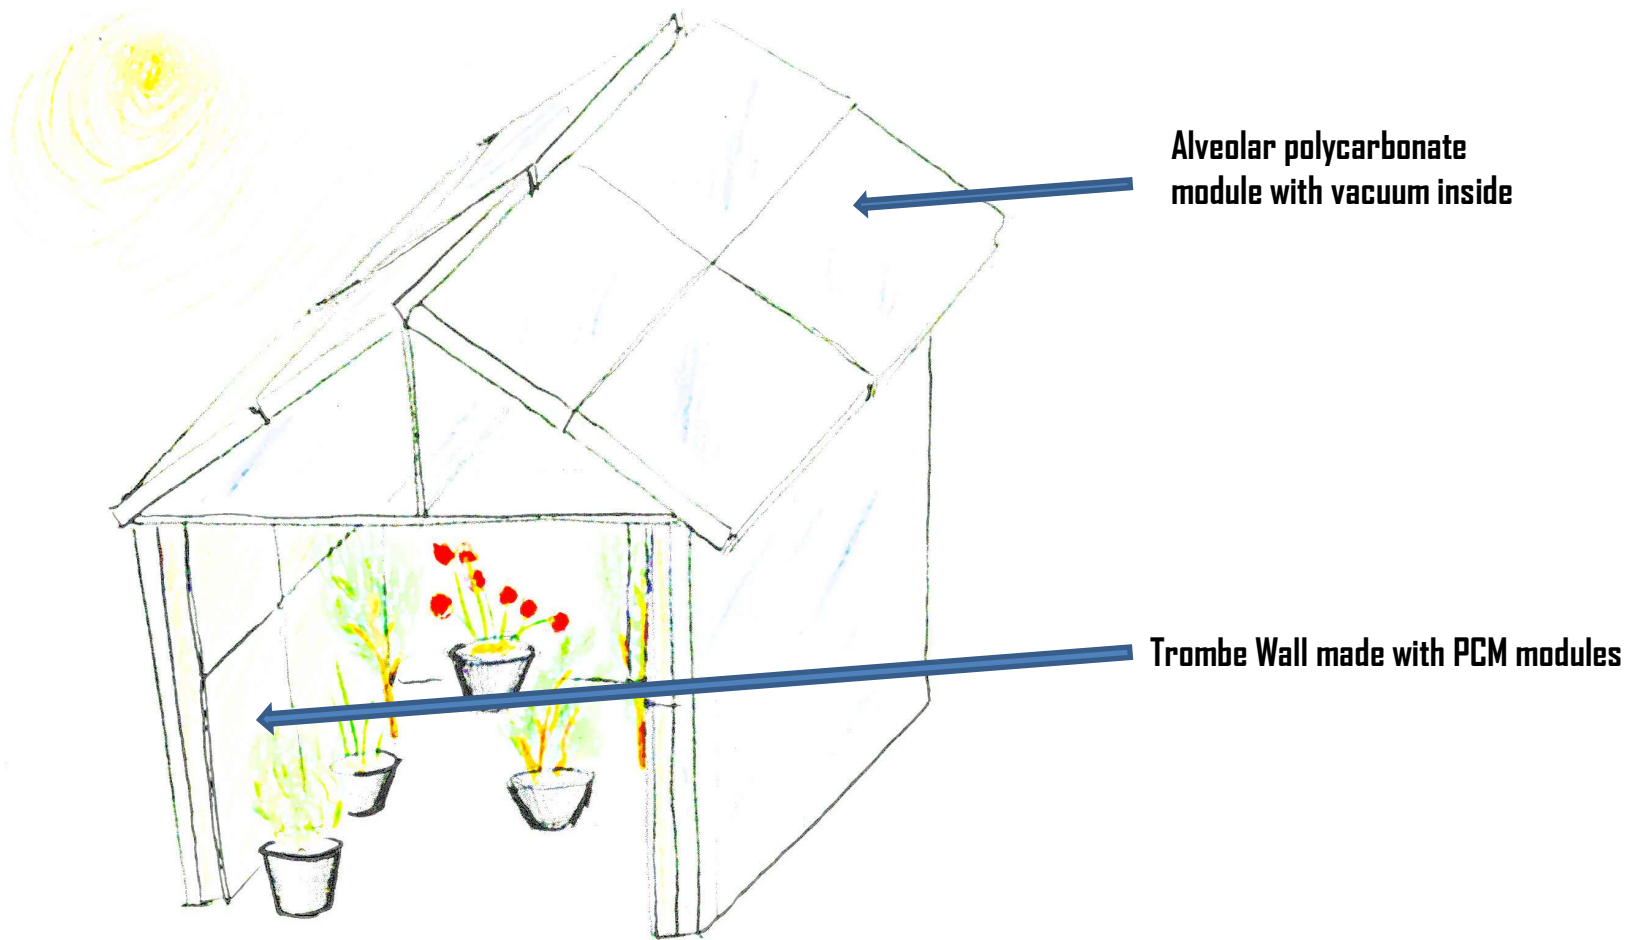 Alveolar polycarbonate
module with vacuum inside
Trombe Wall made with PCM modules